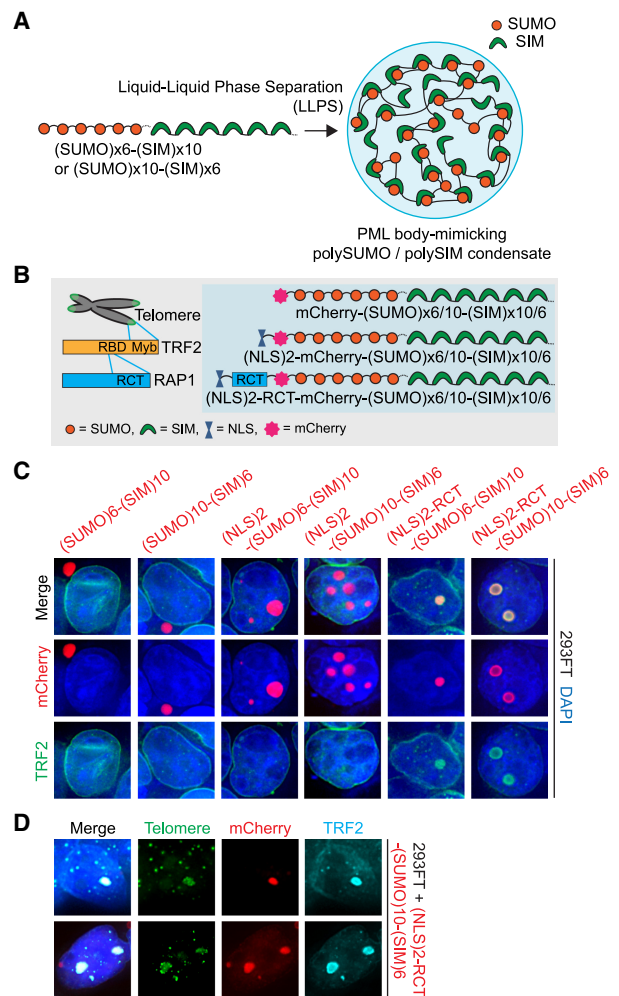 A
SUMO
SIM
Liquid-Liquid Phase Separation
(LLPS)
(SUMO)x6-(SIM)x10
or (SUMO)x10-(SIM)x6
PML body-mimicking
polySUMO / polySIM condensate
B
Telomere
RBD Myb TRF2
RCT RAP1
mCherry-(SUMO)x6/10-(SIM)x10/6
(NLS)2-mCherry-(SUMO)x6/10-(SIM)x10/6
RCT
(NLS)2-RCT-mCherry-(SUMO)x6/10-(SIM)x10/6
= SUMO, = SIM, = NLS, = mCherry
C
(SUMO)6-(SIM)10
(SUMO)10-(SIM)6
(NLS)2
-(SUMO)6-(SIM)10
(NLS)2
-(SUMO)10-(SIM)6
(NLS)2-RCT
-(SUMO)6-(SIM)10
(NLS)2-RCT
-(SUMO)10-(SIM)6
Merge
mCherry
TRF2
293FT DAPI
D
Merge Telomere mCherry TRF2
293FT + (NLS)2-RCT
-(SUMO)10-(SIM)6